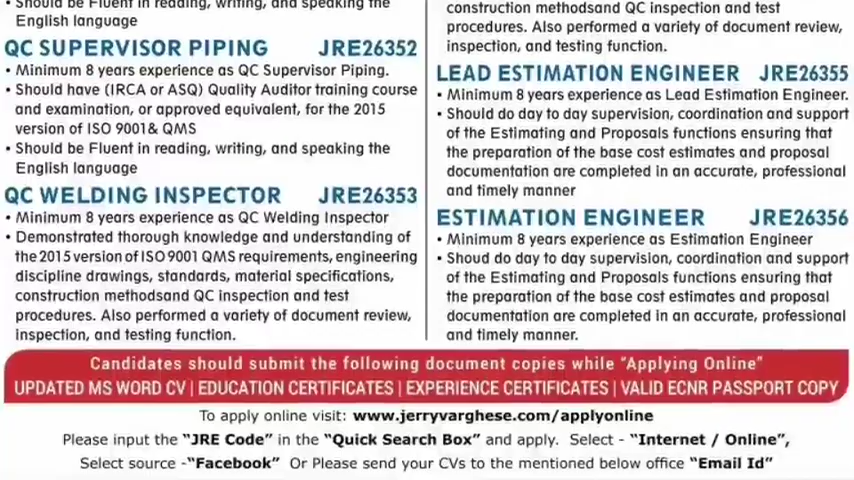 • Should be Fluent in reading, writing, and speaking the
English language
QC SUPERVISOR PIPING JRE26352
• Minimum 8 years experience as QC Supervisor Piping.
• Should have (IRCA or ASQ) Quality Auditor training course
and examination, or approved equivalent, for the 2015
version of ISO 9001& QMS
• Should be Fluent in reading, writing, and speaking the
English language
QC WELDING INSPECTOR JRE26353
• Minimum 8 years experience as QC Welding Inspector
• Demonstrated thorough knowledge and understanding of
the 2015 version of ISO 9001 QMS requirements, engineering
discipline drawings, standards, material specifications,
construction methodsand QC inspection and test
procedures. Also performed a variety of document review,
inspection, and testing function.
construction methodsand QC inspection and test
procedures. Also performed a variety of document review,
inspection, and testing function.
LEAD ESTIMATION ENGINEER JRE26355
• Minimum 8 years experience as Lead Estimation Engineer.
• Should do day to day supervision, coordination and support
of the Estimating and Proposals functions ensuring that
the preparation of the base cost estimates and proposal
documentation are completed in an accurate, professional
and timely manner
ESTIMATION ENGINEER JRE26356
• Minimum 8 years experience as Estimation Engineer
• Shoud do day to day supervision, coordination and support
of the Estimating and Proposals functions ensuring that
the preparation of the base cost estimates and proposal
documentation are completed in an accurate, professional
and timely manner.
Candidates should submit the following document copies while "Applying Online"
UPDATED MS WORD CV | EDUCATION CERTIFICATES | EXPERIENCE CERTIFICATES | VALID ECNR PASSPORT COPY
To apply online visit: www.jerryvarghese.com/applyonline
Please input the "JRE Code" in the "Quick Search Box" and apply. Select - "Internet / Online",
Select source -"Facebook" Or Please send your CVs to the mentioned below office "Email Id"